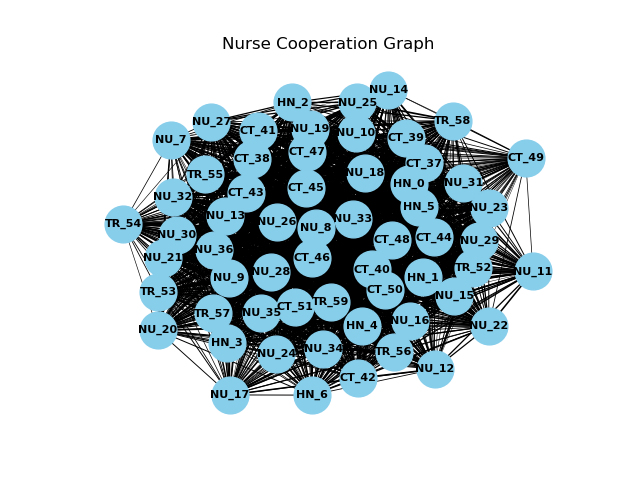 Nurse Cooperation Graph
NU_14
HN_2
NU_25
NU_27
TR_58
NU_19
CT_41
NU_10
NU_7
CT_39
CT_47
CT_38
CT_49
CT_37
NU_18
TR_55
HN_0
NU_31
CT_45
CT_43
NU_32
HN_5
NU_23
NU_13
NU_33
NU_26
TR_54
NU_8
NU_30
CT_44
CT_48
NU_29
NU_36
NU_21
CT_46
TR_52
CT_40
NU_28
NU_11
NU_9
HN_1
CT_50
TR_53
NU_15
TR_59
CT_51
NU_35
TR_57
NU_16
HN_4
NU_22
NU_20
HN_3
NU_34
TR_56
NU_24
NU_12
CT_42
NU_17
HN_6